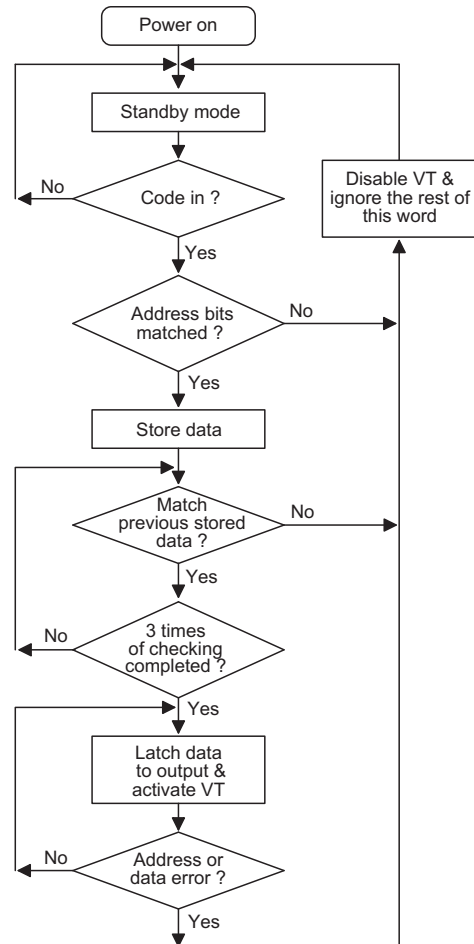 Power on
Standby mode
No
Code in ?
Disable VT &
ignore the rest of
this word
Yes
Address bits
matched ?
No
Yes
Store data
Match
previous stored
data ?
No
Yes
No
3 times
of checking
completed ?
Yes
Latch data
to output &
activate VT
No
Address or
data error ?
Yes